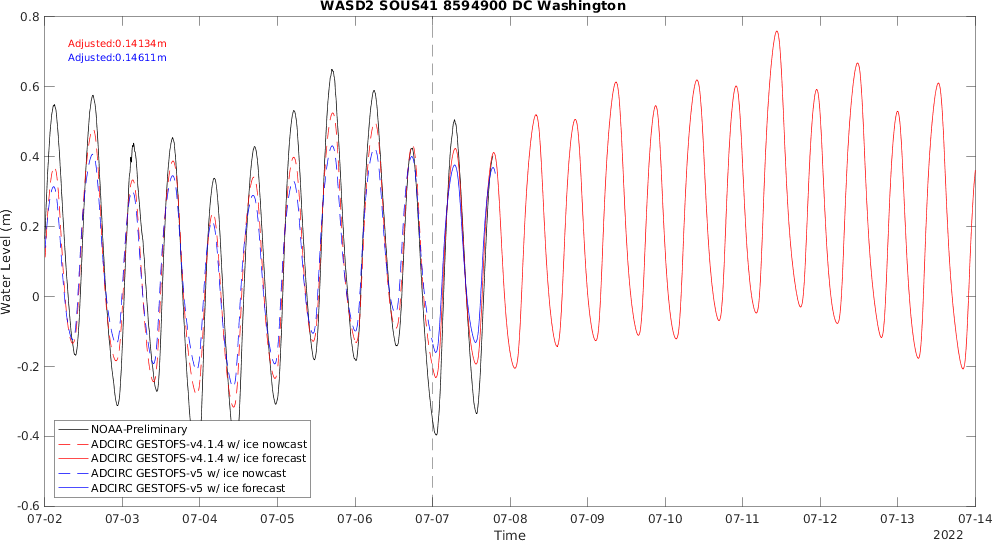 WASD2 SOUS41 8594900 DC Washington
Adjusted:0.14134m
Adjusted:0.14611m
Water Level (m)
0.8
0.6
0.4
0.2
0
-0.2
-0.4
-0.6
NOAA-Preliminary
ADCIRC GESTOFS-v4.1.4 w/ ice nowcast
ADCIRC GESTOFS-v4.1.4 w/ ice forecast
ADCIRC GESTOFS-v5 w/ ice nowcast
ADCIRC GESTOFS-v5 w/ ice forecast
07-02 07-03 07-04 07-05 07-06 07-07 07-08 07-09 07-10 07-11 07-12 07-13 07-14
Time
2022